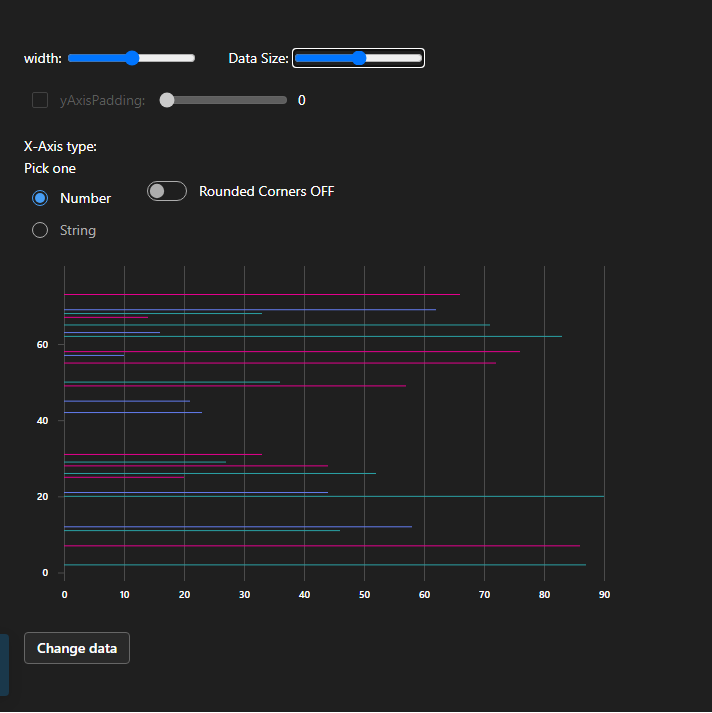 width: Data Size:
yAxisPadding: 0
X-Axis type:
Pick one
Number Rounded Corners OFF
String
60
40
20
0
0 10 20 30 40 50 60 70 80 90
Change data